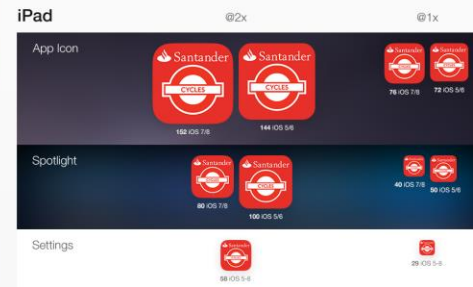 iPad @2x @1x
App Icon
Santander Santander Santander Santander
CYCLES CYCLES
152 iOS 7/8 144 iOS 5/6 76 iOS 7/8 72 iOS 5/6
Spotlight
Santander Santander
80 iOS 7/8 100 iOS 5/6 40 iOS 7/8 50 iOS 5/6
Settings
58 iOS 5-8 29 iOS 5-8